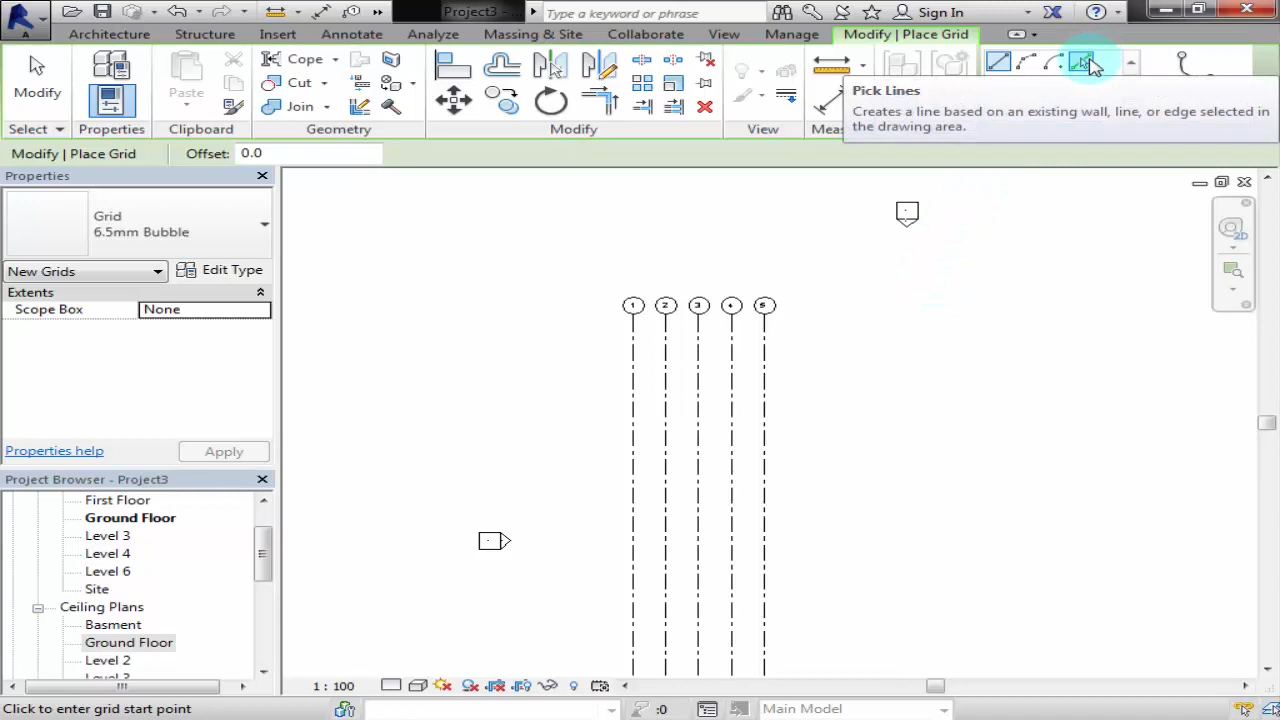 Project3 - ...
Type a keyword or phrase
Sign In
Architecture
Structure
Insert
Annotate
Analyze
Massing & Site
Collaborate
View
Manage
Modify | Place Grid
Modify
Paste
Cope
Cut
Join
Select
Properties
Clipboard
Geometry
Modify
View
Pick Lines
Creates a line based on an existing wall, line, or edge selected in
the drawing area.
Modify | Place Grid
Offset: 0.0
Properties
Grid
6.5mm Bubble
New Grids
Edit Type
Extents
Scope Box
None
Properties help
Apply
Project Browser - Project3
First Floor
Ground Floor
Level 3
Level 4
Level 6
Site
Ceiling Plans
Basment
Ground Floor
Level 2
1 2 3 4 5
2D
1 : 100
Click to enter grid start point
:0
Main Model